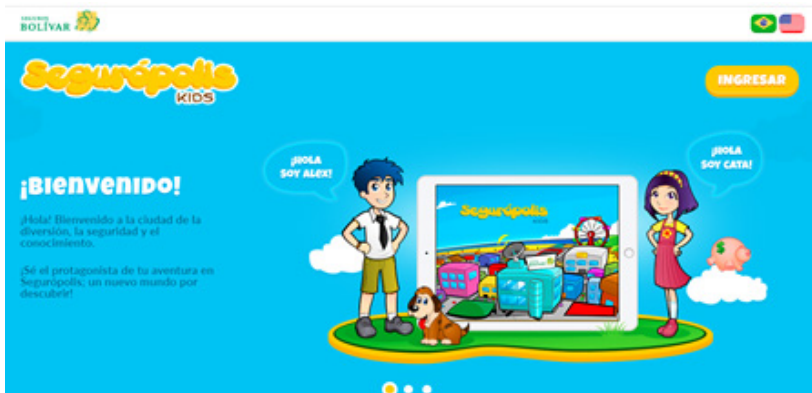 SEGUROS
BOLÍVAR
Segurópolis
KIDS
INGRESAR
¡HOLA
SOY ALEX!
¡HOLA
SOY CATA!
¡BIENVENIDO!
¡Hola! Bienvenido a la ciudad de la
diversión, la seguridad y el
conocimiento.
¡Sé el protagonista de tu aventura en
Segurópolis; un nuevo mundo por
descubrir!
Segurópolis
KIDS